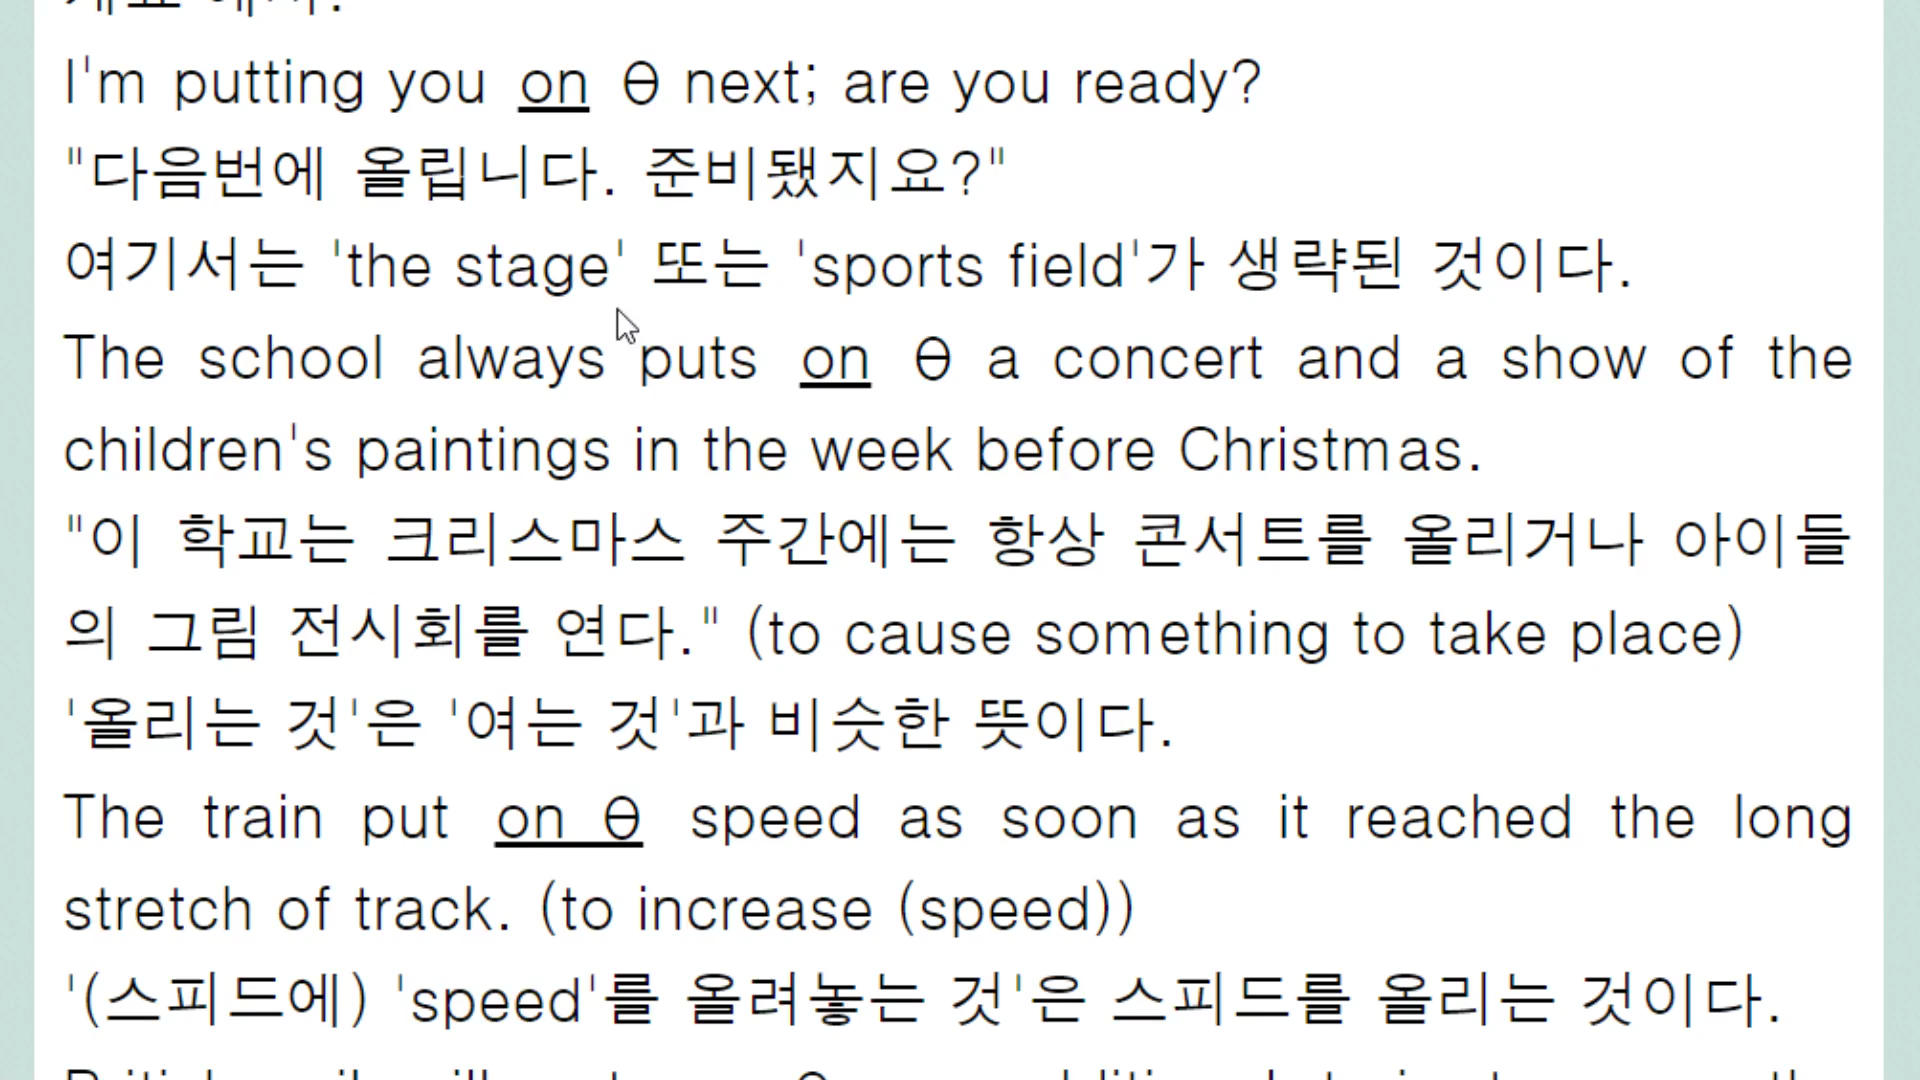 I'm putting you on Θ next; are you ready?
"다음번에 올립니다. 준비됐지요?"
여기서는 'the stage' 또는 'sports field'가 생략된 것이다.
The school always puts on Θ a concert and a show of the
children's paintings in the week before Christmas.
"이 학교는 크리스마스 주간에는 항상 콘서트를 올리거나 아이들
의 그림 전시회를 연다." (to cause something to take place)
'올리는 것'은 '여는 것'과 비슷한 뜻이다.
The train put on Θ speed as soon as it reached the long
stretch of track. (to increase (speed))
'(스피드에) 'speed'를 올려놓는 것'은 스피드를 올리는 것이다.